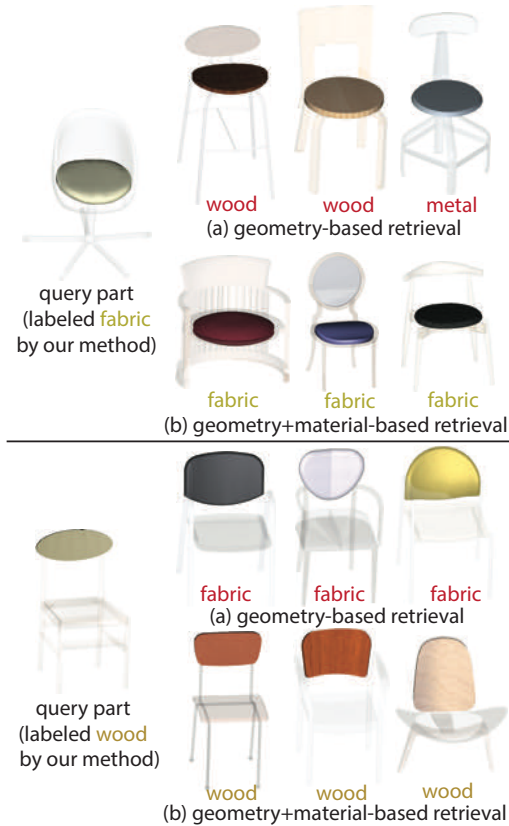 wood wood metal
(a) geometry-based retrieval
query part
(labeled fabric
by our method)
fabric fabric fabric
(b) geometry+material-based retrieval
fabric fabric fabric
(a) geometry-based retrieval
query part
(labeled wood
by our method)
wood wood wood
(b) geometry+material-based retrieval